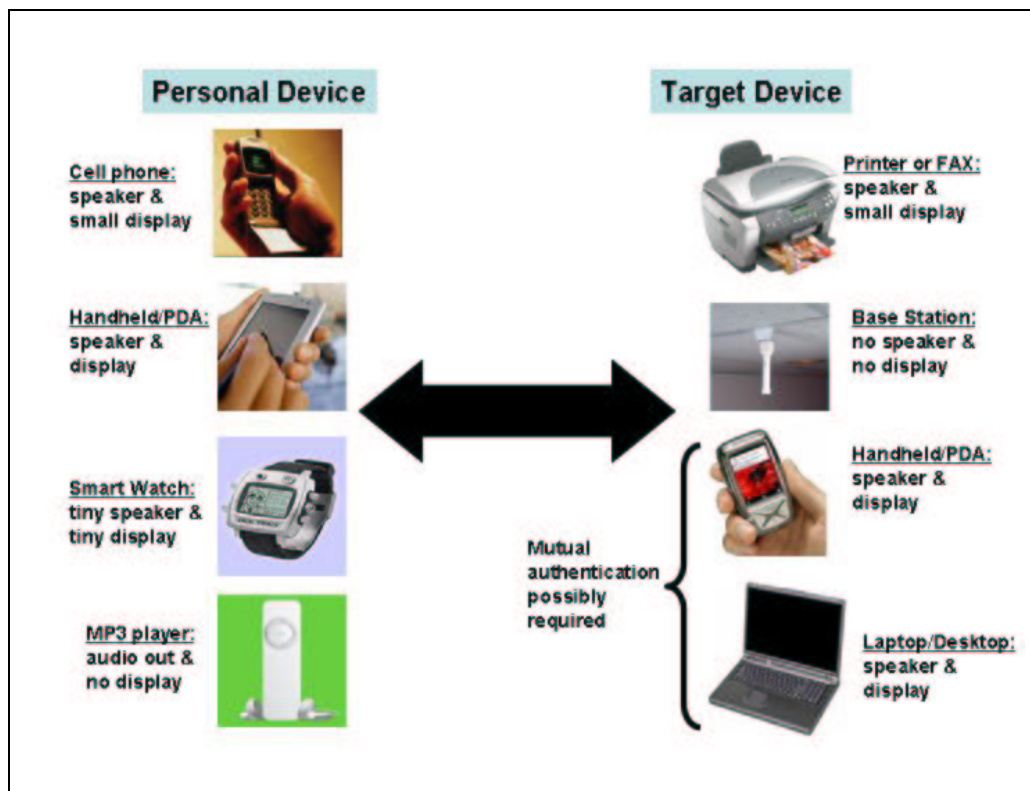 Personal Device
Cell phone:
speaker &
small display
Handheld/PDA:
speaker &
display
Smart Watch:
tiny speaker &
tiny display
MP3 player:
audio out &
no display
Target Device
Printer or FAX:
speaker &
small display
Base Station:
no speaker &
no display
Handheld/PDA:
speaker &
display
Mutual
authentication
possibly
required
Laptop/Desktop:
speaker &
display